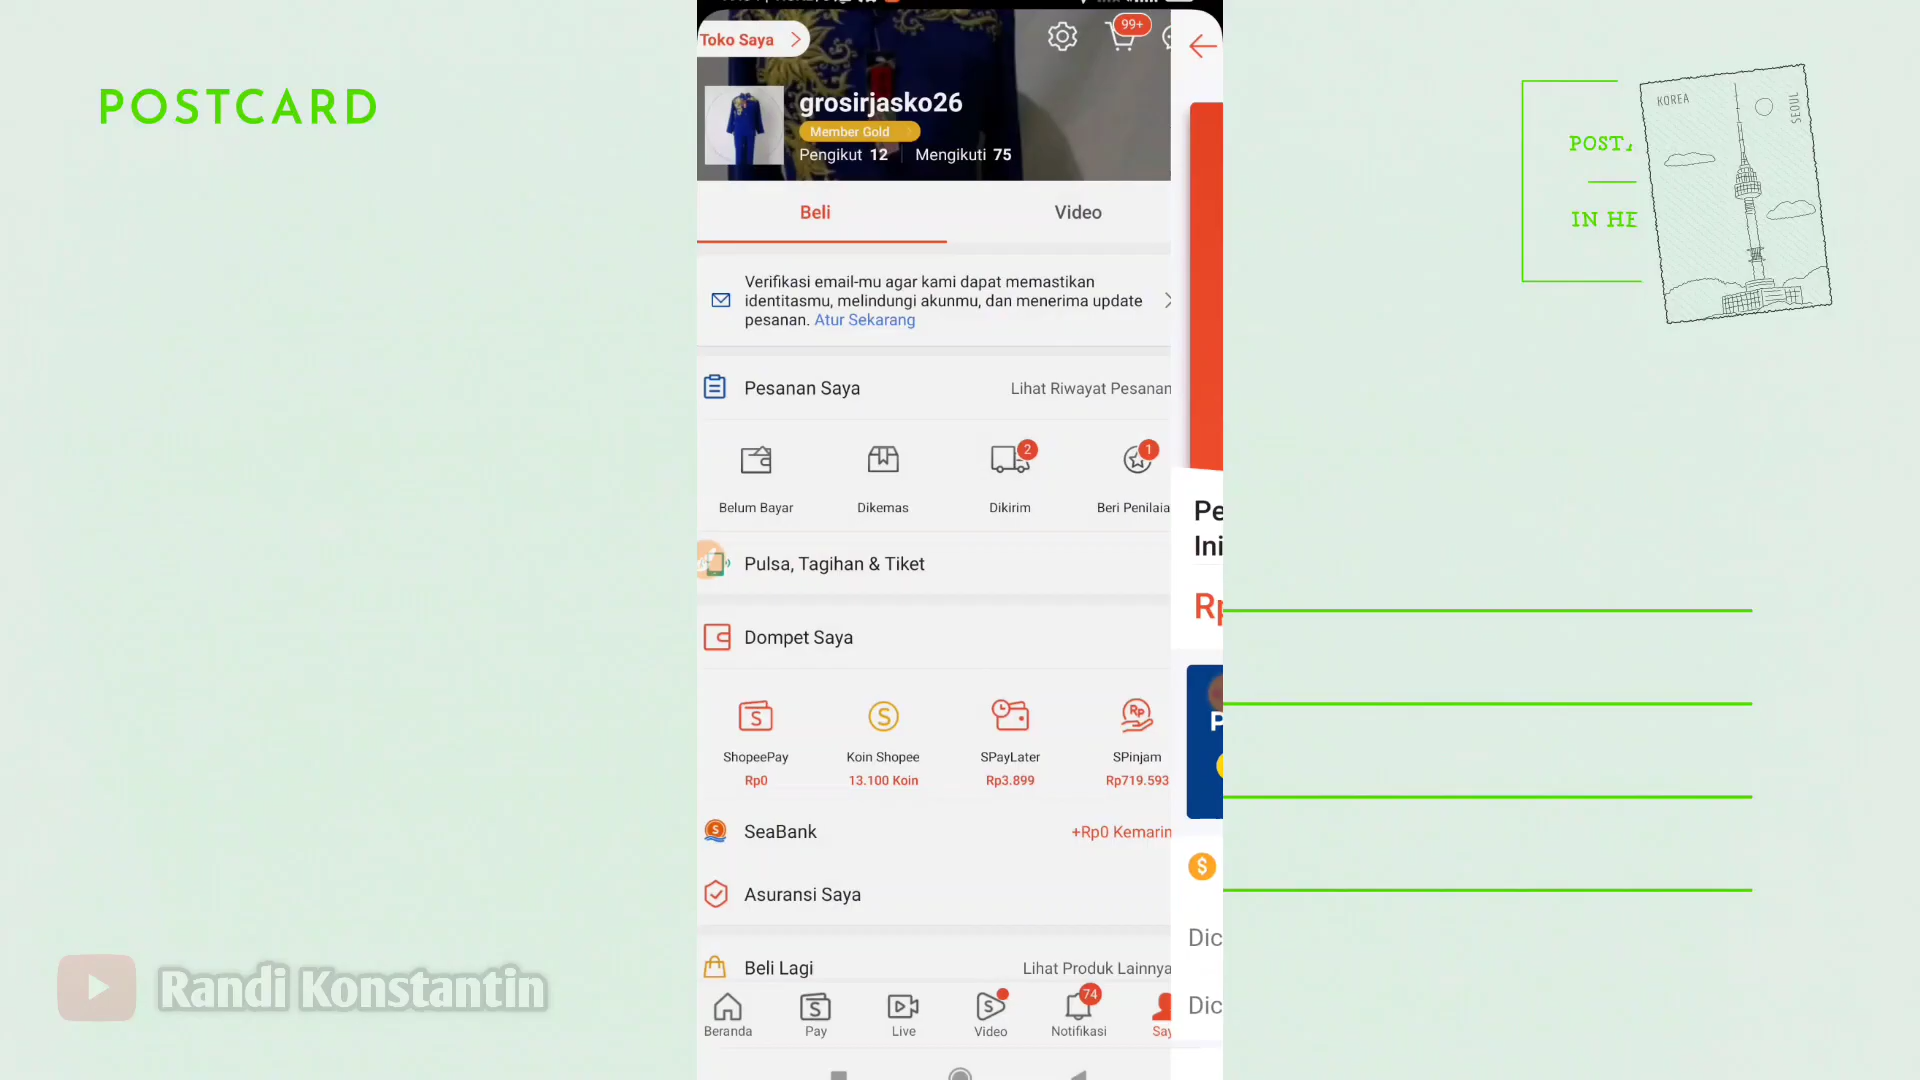 POSTCARD
Toko Saya
99+
grosirjasko26
Member Gold
Pengikut 12
Mengikuti 75
Beli
Video
Verifikasi email-mu agar kami dapat memastikan
identitasmu, melindungi akunmu, dan menerima update
pesanan. Atur Sekarang
Pesanan Saya
Lihat Riwayat Pesanan
2
1
Belum Bayar
Dikemas
Dikirim
Beri Penilaia
Pulsa, Tagihan & Tiket
Dompet Saya
ShopeePay
Koin Shopee
SPayLater
SPinjam
Rp0
13.100 Koin
Rp3.899
Rp719.593
SeaBank
+Rp0 Kemarin
Asuransi Saya
Beli Lagi
Lihat Produk Lainnya
74
Beranda
Pay
Live
Video
Notifikasi
Say
Pe
Ini
Rp
P
Dic
Dic
KOREA
SEOUL
POST
IN HE
Randi Konstantin